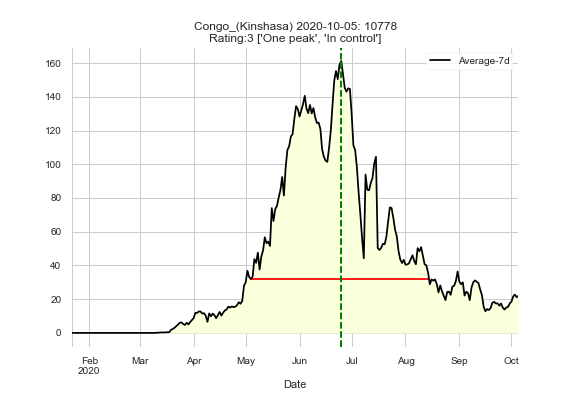 Congo_(Kinshasa) 2020-10-05: 10778
Rating:3 ['One peak', 'In control']
Average-7d
160
140
120
100
80
60
40
20
0
Feb Mar Apr May Jun Jul Aug Sep Oct
2020
Date